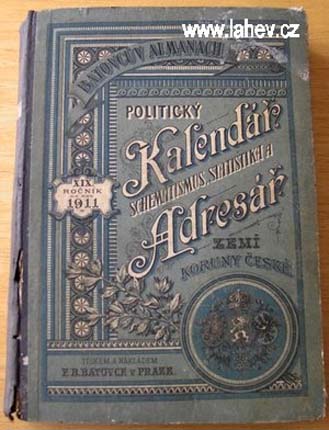 www.lahev.cz
BATOVCŮV ALMANACH
POLITICKÝ
Kalendář
SCHEMATISMUS, STATISTIKA A
Adresář
ZEMÍ
KORUNY ČESKÉ
XIX
ROČNÍK
1911
TISKEM A NÁKLADEM
F. B. BATOVCE V PRAZE